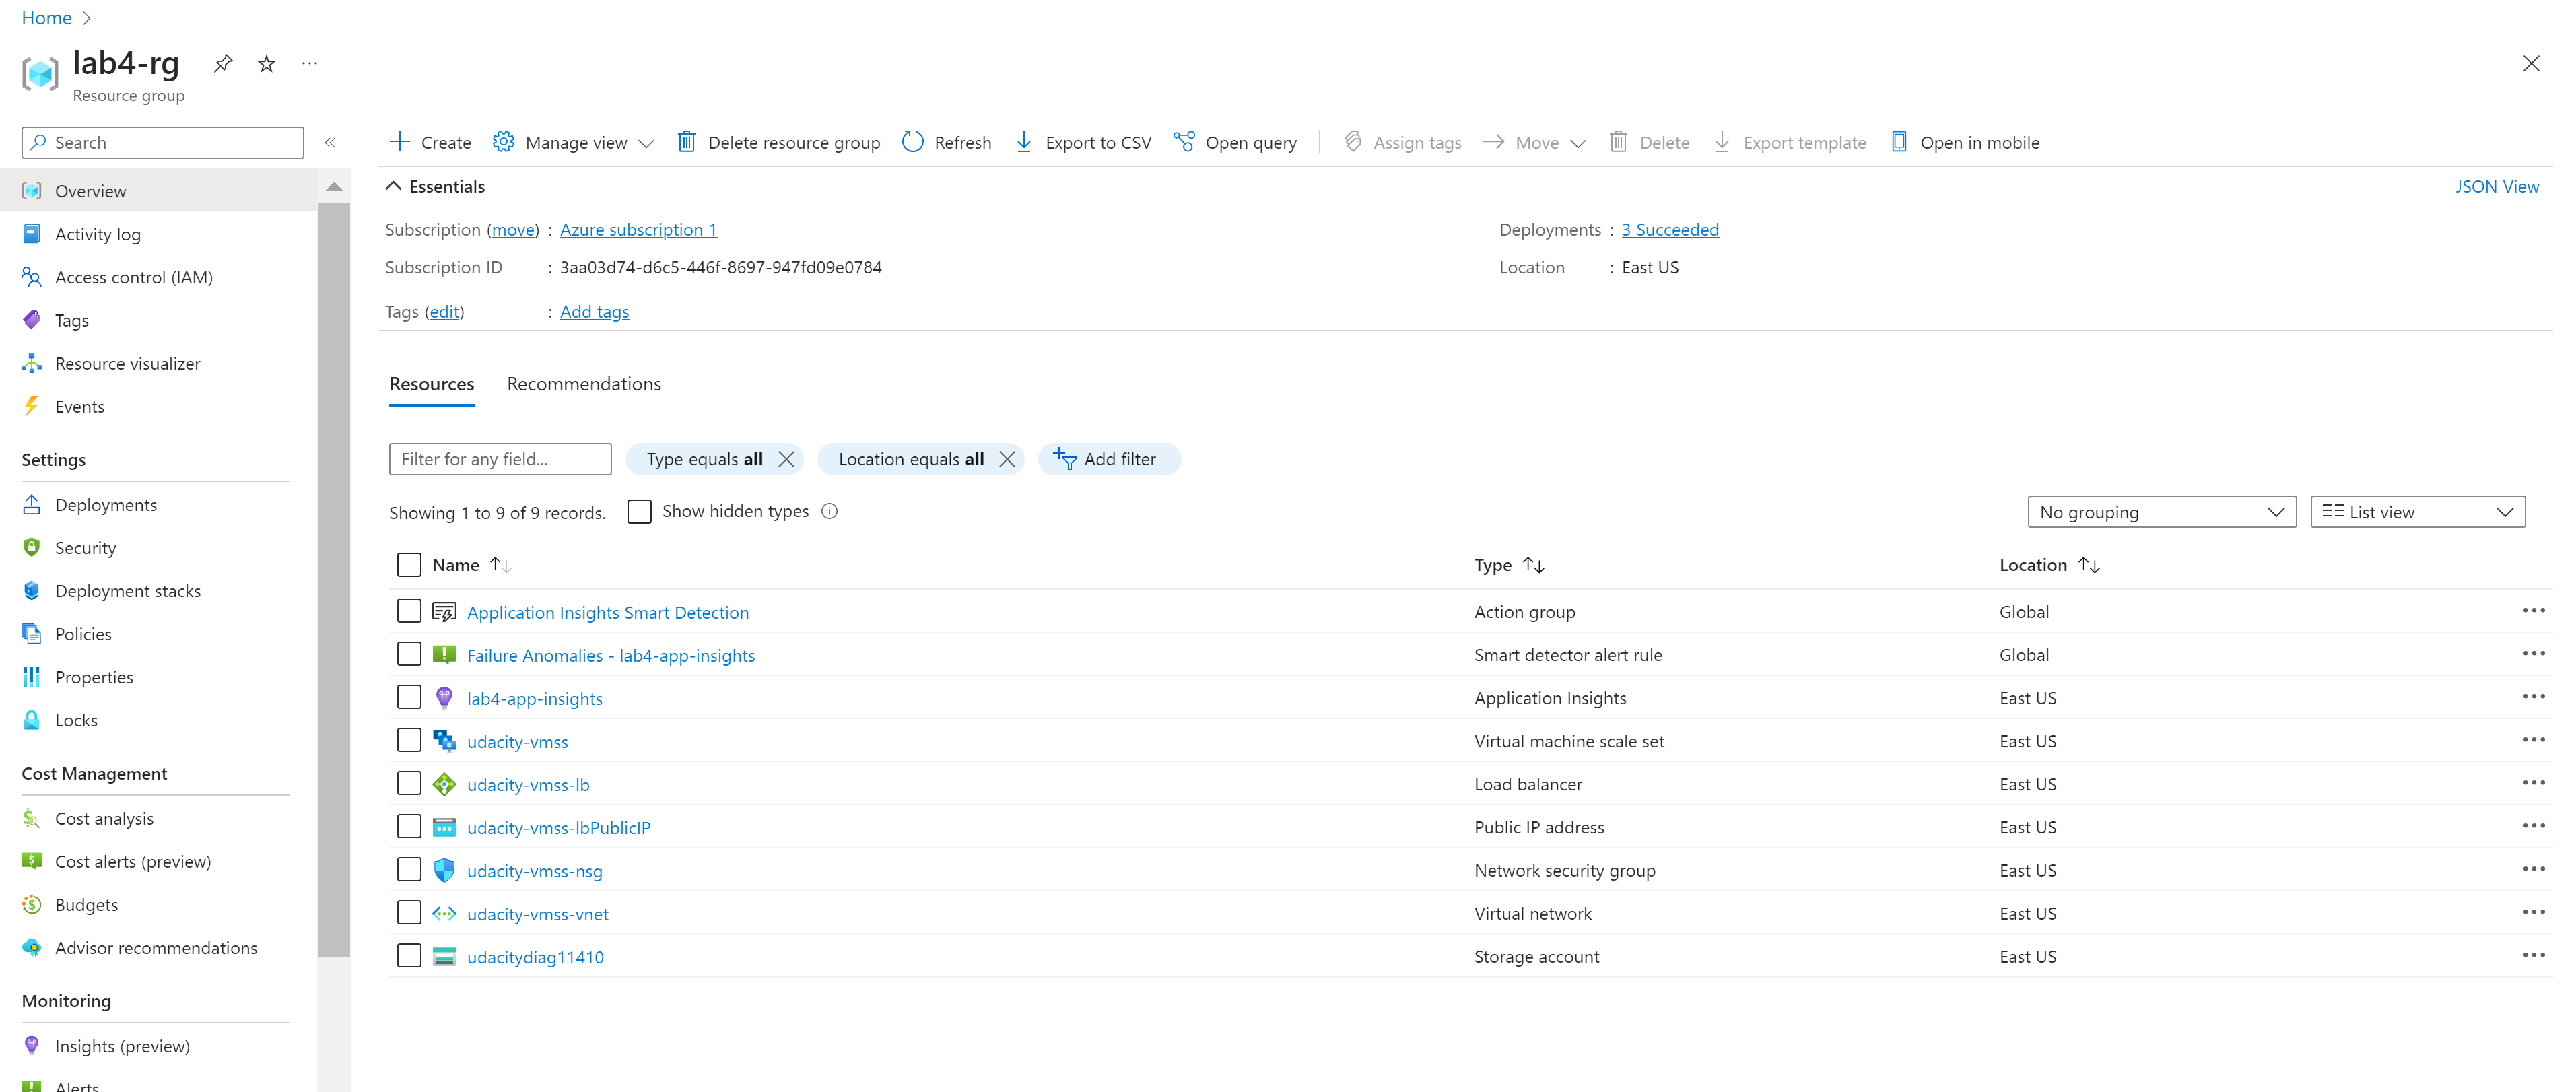 Home
lab4-rg
Resource group
Search
Create
Manage view
Delete resource group
Refresh
Export to CSV
Open query
Assign tags
Move
Delete
Export template
Open in mobile
Overview
Activity log
Access control (IAM)
Tags
Resource visualizer
Events
Settings
Deployments
Security
Deployment stacks
Policies
Properties
Locks
Cost Management
Cost analysis
Cost alerts (preview)
Budgets
Advisor recommendations
Monitoring
Insights (preview)
Alerts
Essentials
JSON View
Subscription (move) : Azure subscription 1
Deployments : 3 Succeeded
Subscription ID : 3aa03d74-d6c5-446f-8697-947fd09e0784
Location : East US
Tags (edit) : Add tags
Resources Recommendations
Filter for any field...
Type equals all
Location equals all
Add filter
Showing 1 to 9 of 9 records.
Show hidden types
No grouping
List view
Name Type Location
Application Insights Smart Detection Action group Global
Failure Anomalies - lab4-app-insights Smart detector alert rule Global
lab4-app-insights Application Insights East US
udacity-vmss Virtual machine scale set East US
udacity-vmss-lb Load balancer East US
udacity-vmss-lbPublicIP Public IP address East US
udacity-vmss-nsg Network security group East US
udacity-vmss-vnet Virtual network East US
udacitydiag11410 Storage account East US